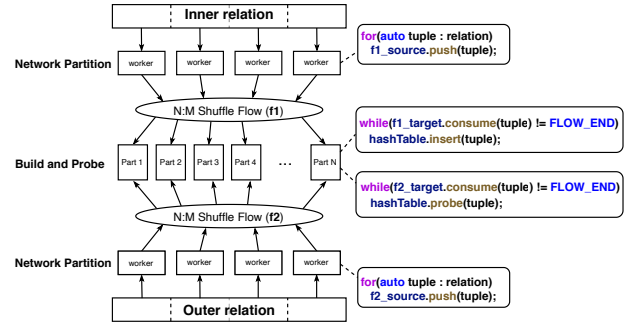 Inner relation
Network Partition
worker
worker
worker
worker
for(auto tuple : relation)
f1_source.push(tuple);
N:M Shuffle Flow (f1)
while(f1_target.consume(tuple) != FLOW_END)
hashTable.insert(tuple);
Build and Probe
Part 1
Part 2
Part 3
Part 4
...
Part N
while(f2_target.consume(tuple) != FLOW_END)
hashTable.probe(tuple);
N:M Shuffle Flow (f2)
Network Partition
worker
worker
worker
worker
for(auto tuple : relation)
f2_source.push(tuple);
Outer relation